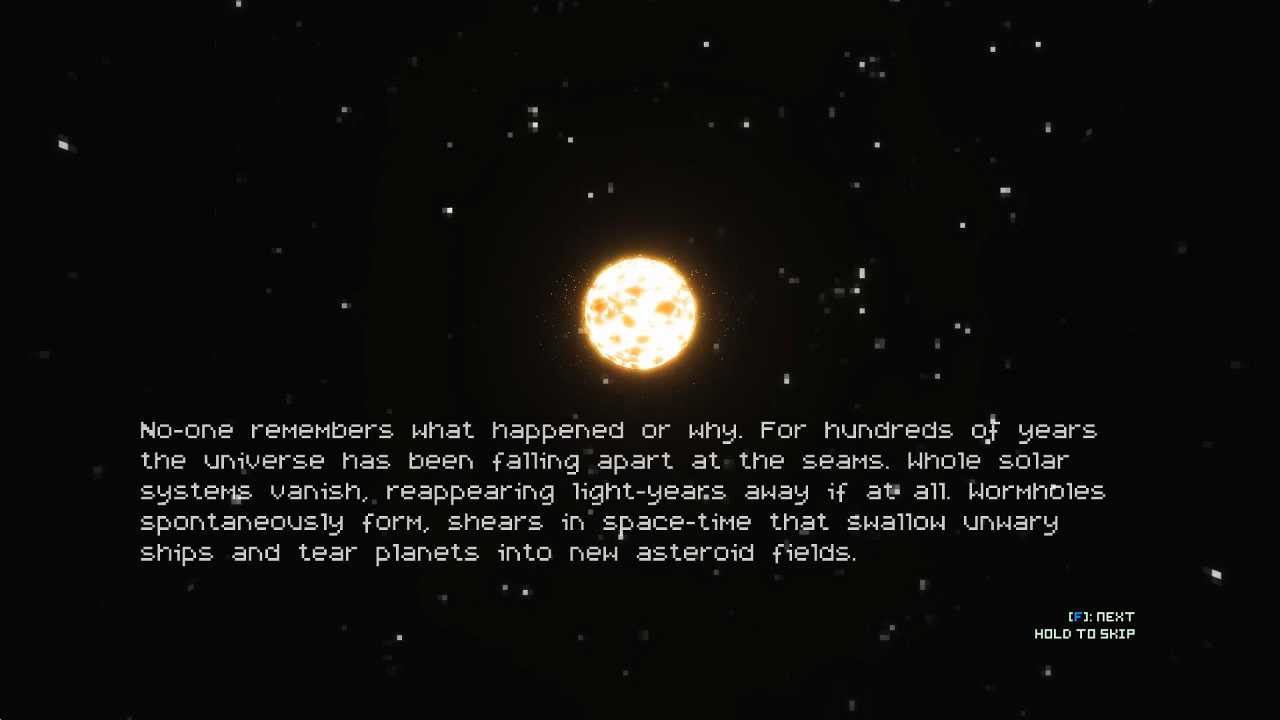 No-one remembers what happened or why. For hundreds of years
the universe has been falling apart at the seams. Whole solar
systems vanish, reappearing light-years away if at all. Wormholes
spontaneously form, shears in space-time that swallow unwary
ships and tear planets into new asteroid fields.
[F]: NEXT
HOLD TO SKIP